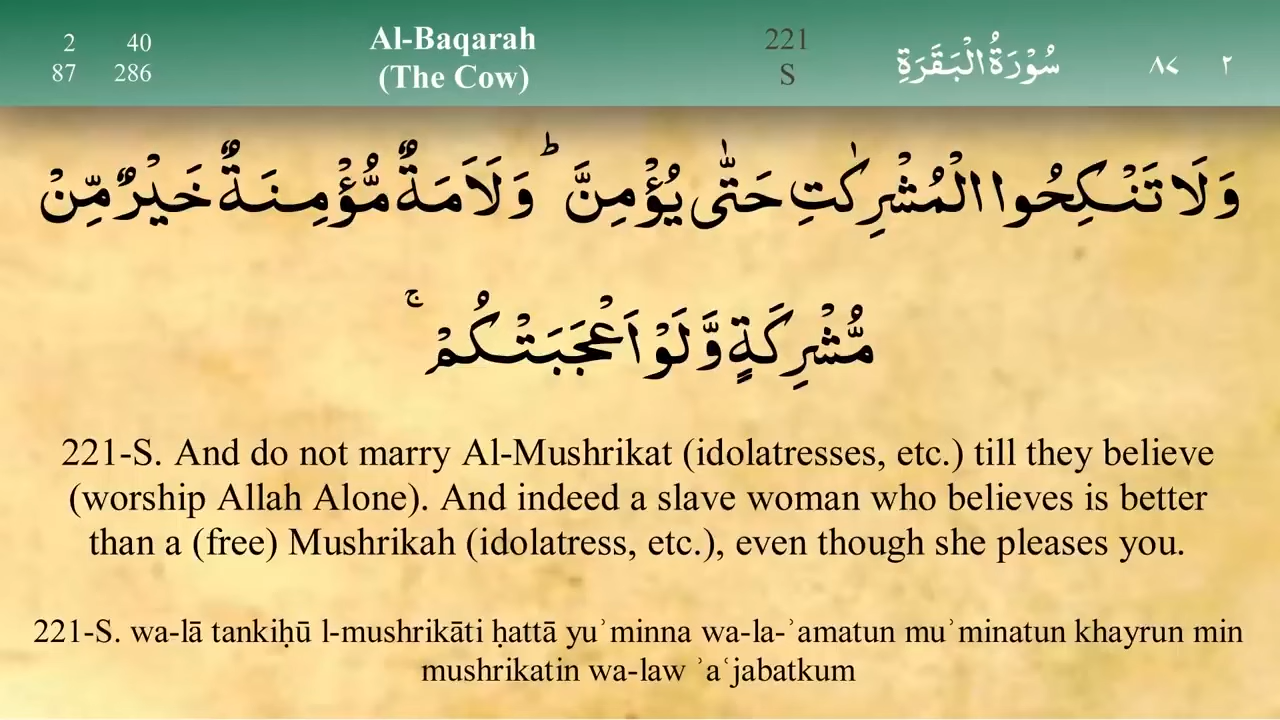 2 40
87 286
Al-Baqarah
(The Cow)
221
S
سُوْرَةُ الْبَقَرَةِ
٨٧ ٢
وَلَا تَنْكِحُوا الْمُشْرِكٰتِ حَتّٰى يُؤْمِنَّ ؕ وَلَاَمَةٌ مُّؤْمِنَةٌ خَيْرٌ مِّنْ
مُّشْرِكَةٍ وَّلَوْ اَعْجَبَتْكُمْ ۚ
221-S. And do not marry Al-Mushrikat (idolatresses, etc.) till they believe
(worship Allah Alone). And indeed a slave woman who believes is better
than a (free) Mushrikah (idolatress, etc.), even though she pleases you.
221-S. wa-lā tankiḥū l-mushrikāti ḥattā yuʾminna wa-la-ʾamatun muʾminatun khayrun min
mushrikatin wa-law ʾaʿjabatkum